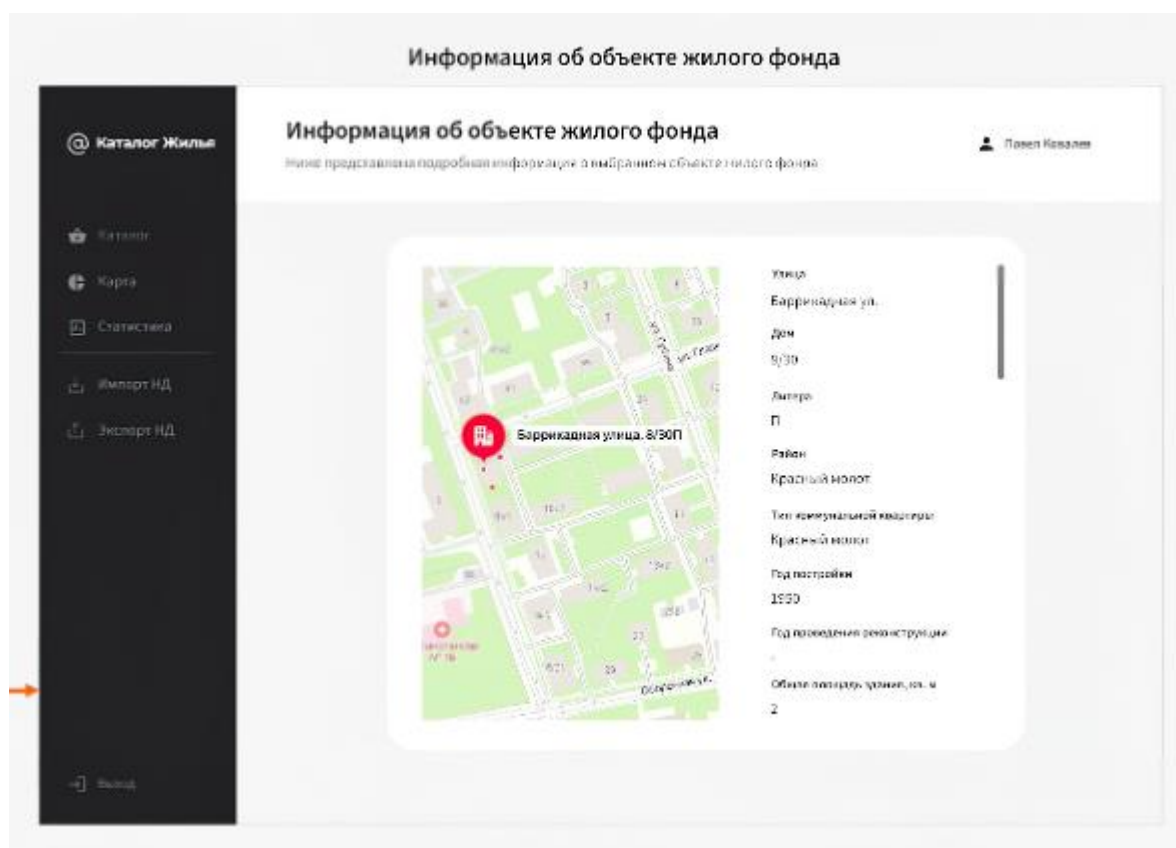 Информация об объекте жилого фонда
Каталог Жилья
Информация об объекте жилого фонда
Ниже представлена подробная информация о выбранном объекте жилого фонда
Павел Ковалев
Каталог
Карта
Статистика
Импорт НД
Экспорт НД
Выход
Баррикадная улица, 8/30П
Улица
Баррикадная ул.
Дом
9/30
Литера
П
Район
Красный молот
Тип коммунальной квартиры
Красный молот
Год постройки
1950
Год проведения реконструкции
-
Общая площадь здания, кв. м
2